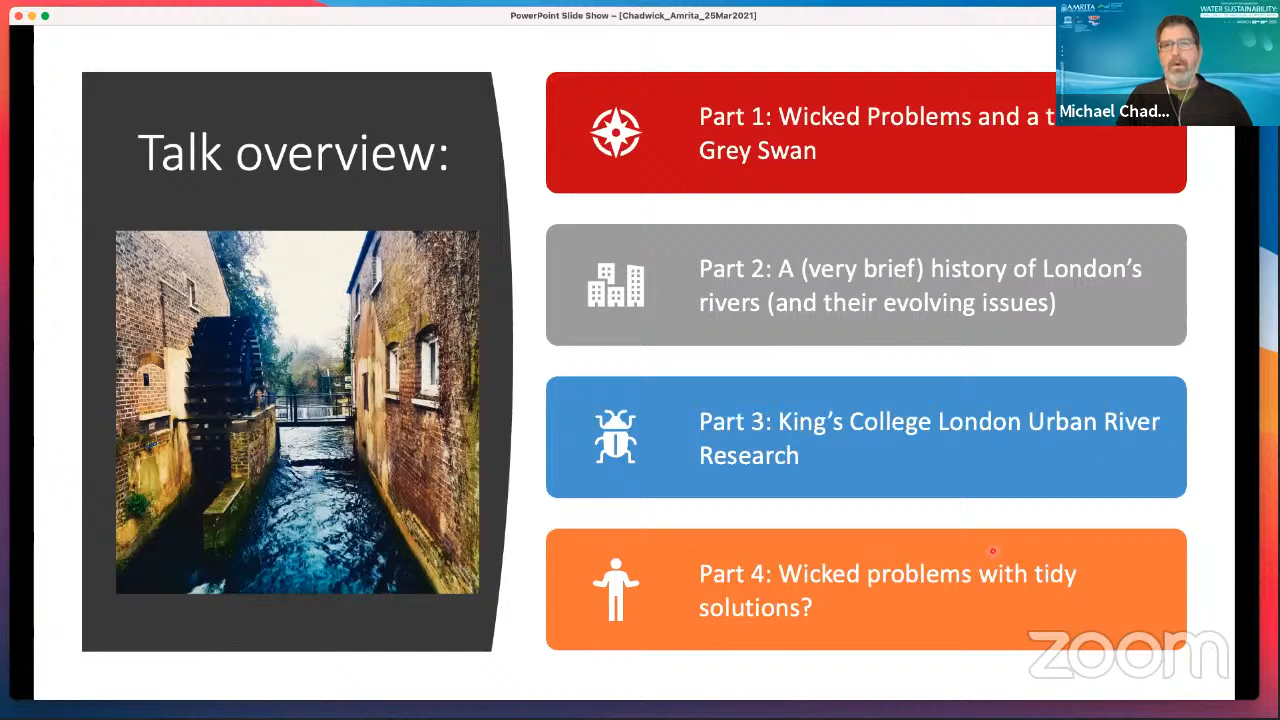 PowerPoint Slide Show – [Chadwick_Amrita_25Mar2021]
AMRITA
WATER SUSTAINABILITY:
Michael Chad...
Talk overview:
Part 1: Wicked Problems and a t
Grey Swan
Part 2: A (very brief) history of London’s
rivers (and their evolving issues)
Part 3: King’s College London Urban River
Research
Part 4: Wicked problems with tidy
solutions?
zoom